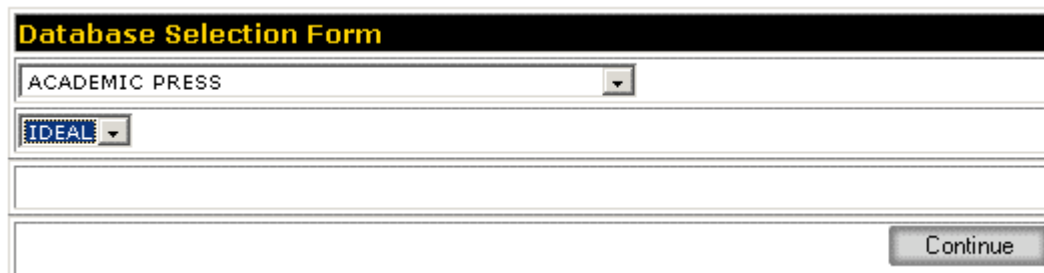 Database Selection Form
ACADEMIC PRESS
IDEAL
Continue